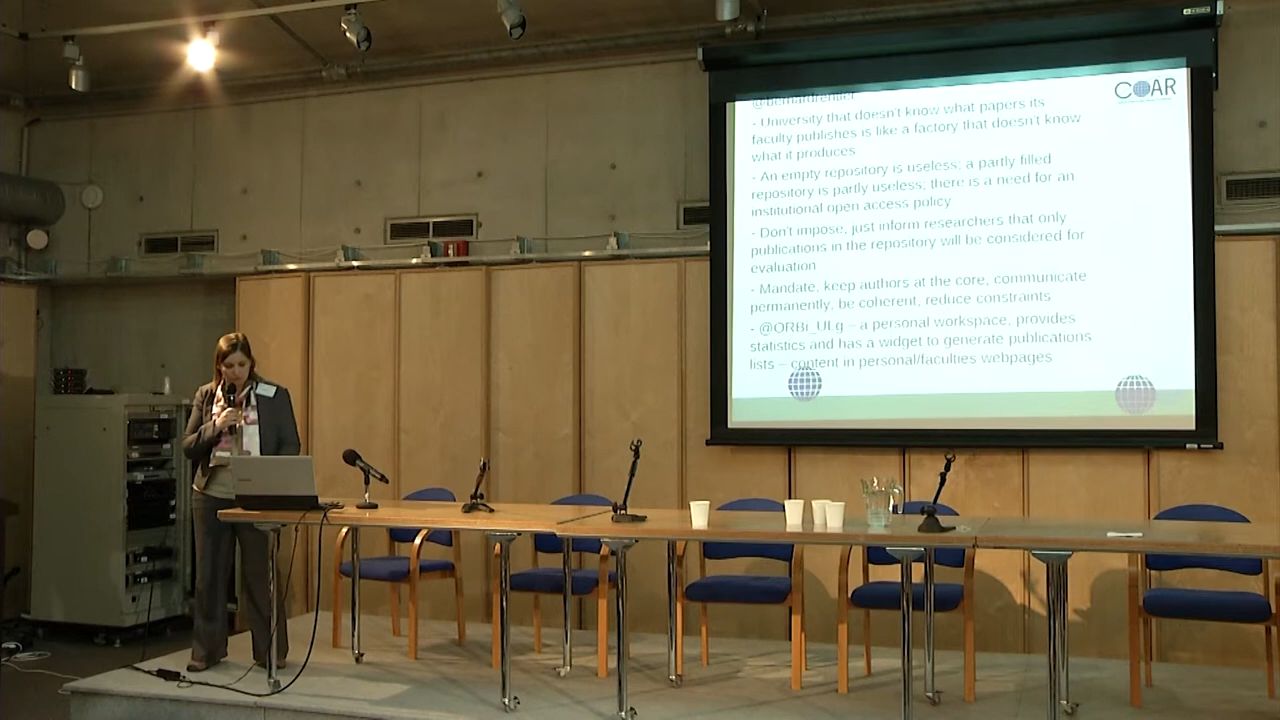 @bernardrentier
COAR
- University that doesn't know what papers its
faculty publishes is like a factory that doesn't know
what it produces
- An empty repository is useless; a partly filled
repository is partly useless; there is a need for an
institutional open access policy
- Don't impose, just inform researchers that only
publications in the repository will be considered for
evaluation
- Mandate, keep authors at the core, communicate
permanently, be coherent, reduce constraints
- @ORBi_ULg – a personal workspace, provides
statistics and has a widget to generate publications
lists – content in personal/faculties webpages